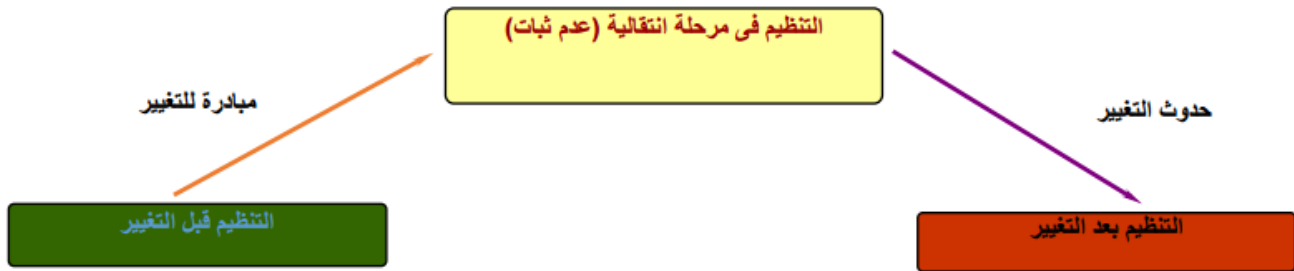 التنظيم فى مرحلة انتقالية (عدم ثبات)
مبادرة للتغيير
حدوث التغيير
التنظيم قبل التغيير
التنظيم بعد التغيير